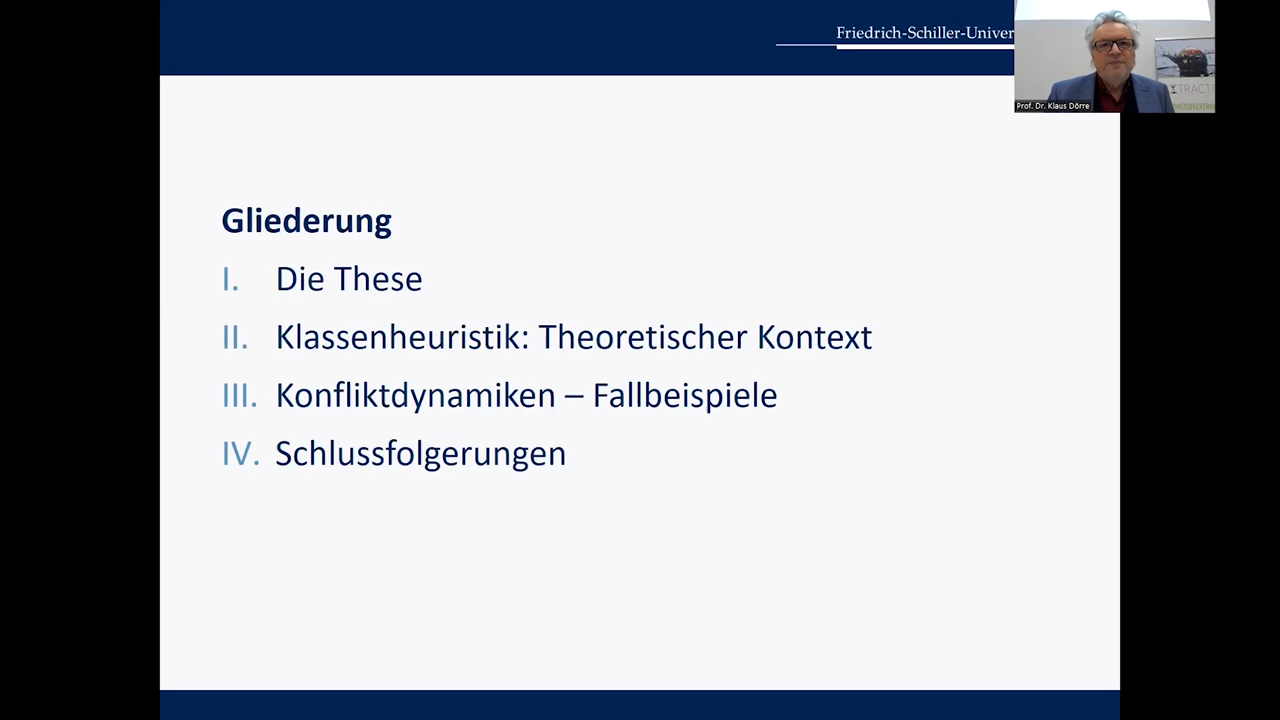 Friedrich-Schiller-Univer
Prof. Dr. Klaus Dörre
Gliederung
I. Die These
II. Klassenheuristik: Theoretischer Kontext
III. Konfliktdynamiken – Fallbeispiele
IV. Schlussfolgerungen